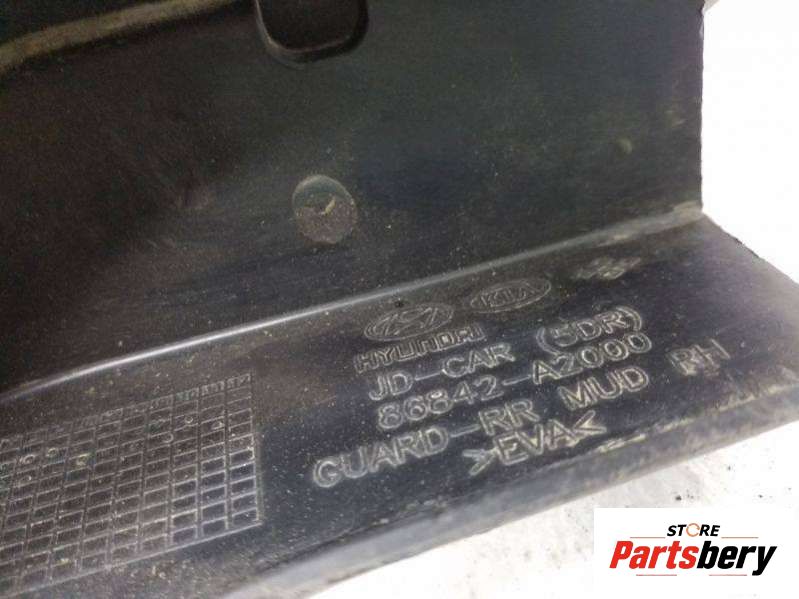 KIA
HYUNDAI
JD-CAR (5DR)
86842-A2000
GUARD-RR MUD RH
>EVA<
STORE
Partsbery